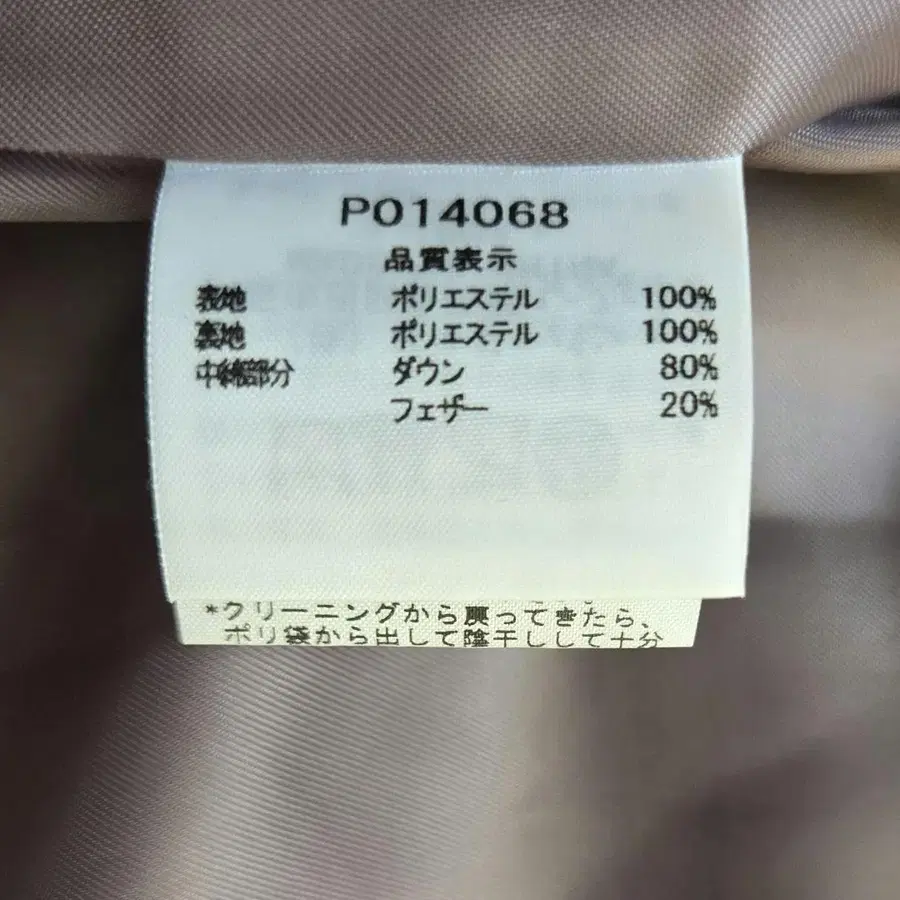 P014068
品質表示
表地 ポリエステル 100%
裏地 ポリエステル 100%
中綿部分 ダウン 80%
フェザー 20%
*クリーニングから戻ってきたら、
ポリ袋から出して陰干しして十分